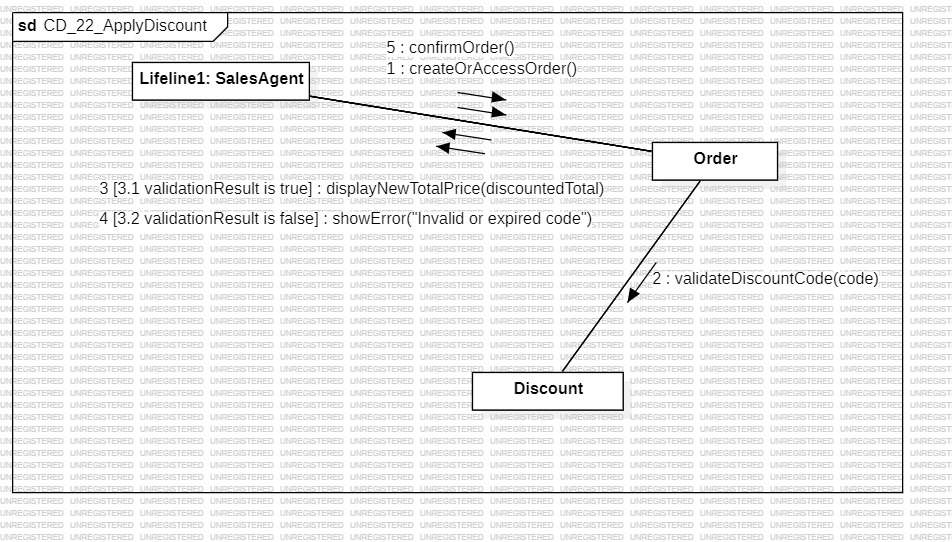 sd CD_22_ApplyDiscount
5 : confirmOrder()
1 : createOrAccessOrder()
Lifeline1: SalesAgent
Order
3 [3.1 validationResult is true] : displayNewTotalPrice(discountedTotal)
4 [3.2 validationResult is false] : showError("Invalid or expired code")
2 : validateDiscountCode(code)
Discount
UNREGISTERED